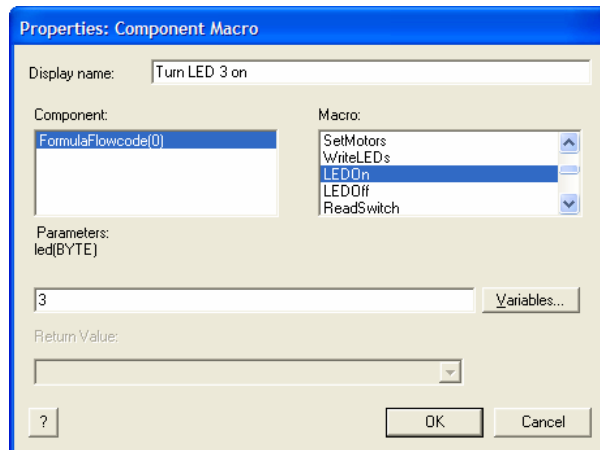 Properties: Component Macro
Display name: Turn LED 3 on
Component: Macro:
FormulaFlowcode(0)
SetMotors
WriteLEDs
LEDOn
LEDOff
ReadSwitch
Parameters:
led(BYTE)
3 Variables...
Return Value:
? OK Cancel